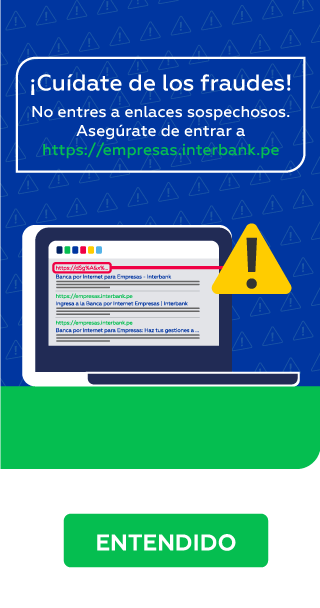 ¡Cuídate de los fraudes!
No entres a enlaces sospechosos.
Asegúrate de entrar a
https://empresas.interbank.pe
https://d5g%4&x%...
Banca por Internet para Empresas - Interbank
https://empresas.interbank.pe
Ingresa a la Banca por Internet Empresas | Interbank
https://empresas.interbank.pe
Banca por Internet para Empresas: Haz tus gestiones a ...
ENTENDIDO